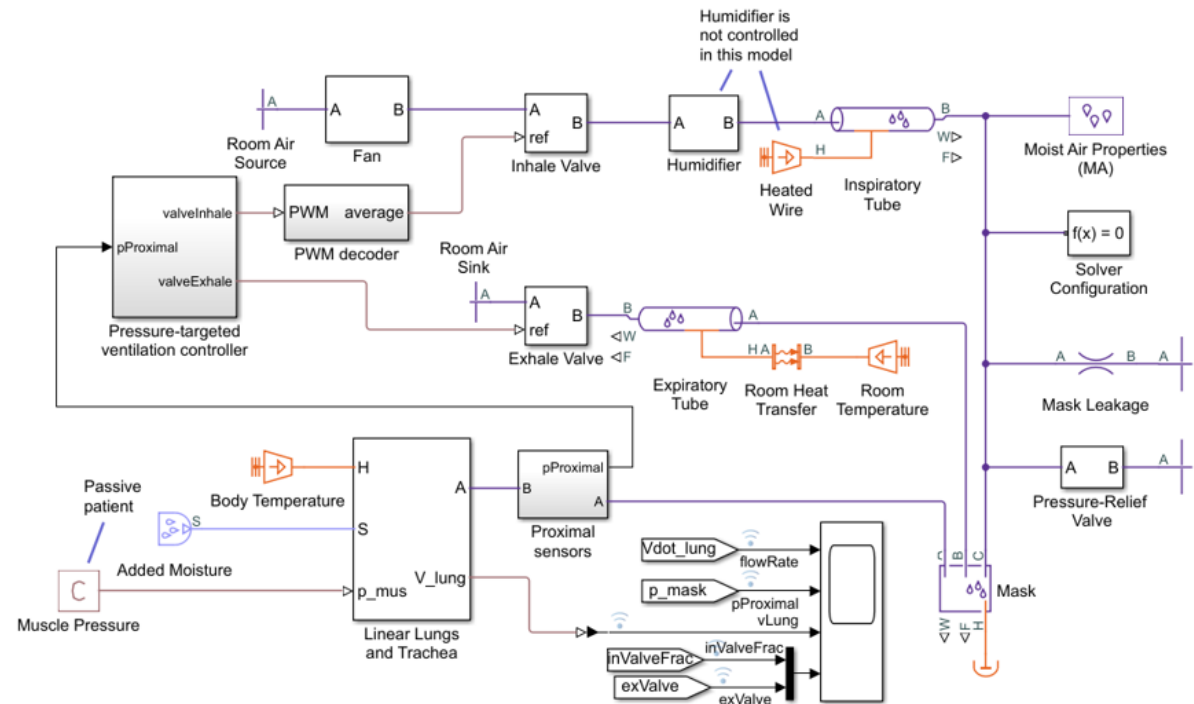 Humidifier is
not controlled
in this model
A
A
B
Room Air
Source
Fan
A
ref
B
Inhale Valve
A
B
Humidifier
A
B
W
F
H
Heated
Wire
Inspiratory
Tube
Moist Air Properties
(MA)
valveInhale
pProximal
valveExhale
Pressure-targeted
ventilation controller
PWM
average
PWM decoder
f(x) = 0
Solver
Configuration
Room Air
Sink
A
A
ref
B
Exhale Valve
B
W
F
A
H
A
B
Expiratory
Tube
Room Heat
Transfer
Room
Temperature
A
B
A
Mask Leakage
A
B
A
Pressure-Relief
Valve
Body Temperature
Passive
patient
S
Added Moisture
C
Muscle Pressure
H
S
p_mus
A
V_lung
Linear Lungs
and Trachea
B
pProximal
A
Proximal
sensors
Vdot_lung
flowRate
p_mask
pProximal
vLung
inValveFrac
inValveFrac
exValve
exValve
B
C
W
F
H
Mask